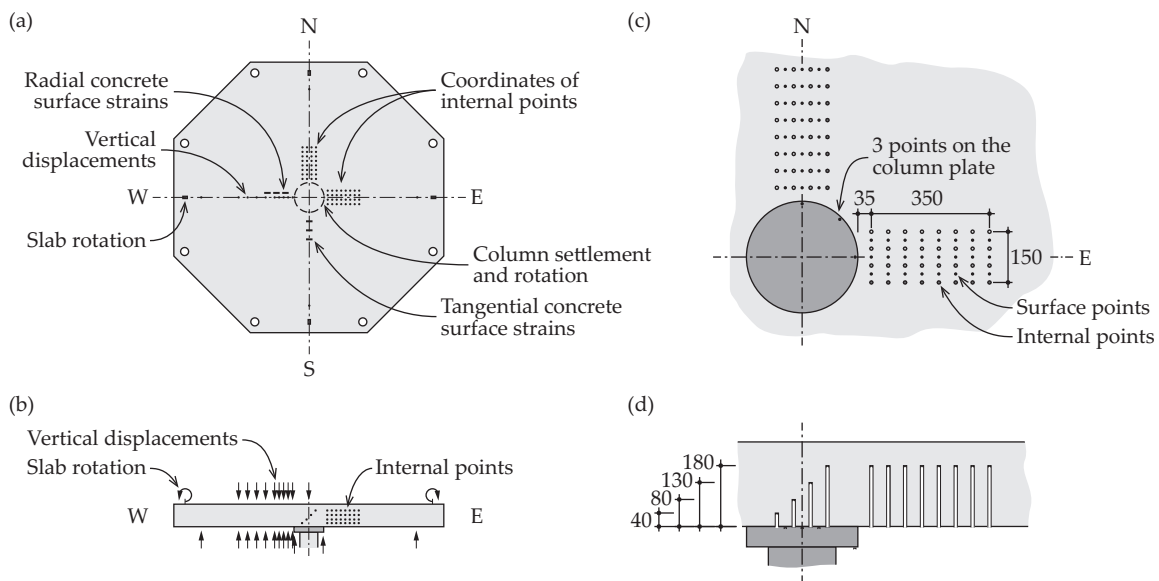 (a)
N
Radial concrete
surface strains
Coordinates of
internal points
Vertical
displacements
W
E
Slab rotation
Column settlement
and rotation
Tangential concrete
surface strains
S
(b)
Vertical displacements
Slab rotation
Internal points
W
E
(c)
N
3 points on the
column plate
35
350
150
E
Surface points
Internal points
(d)
180
130
80
40